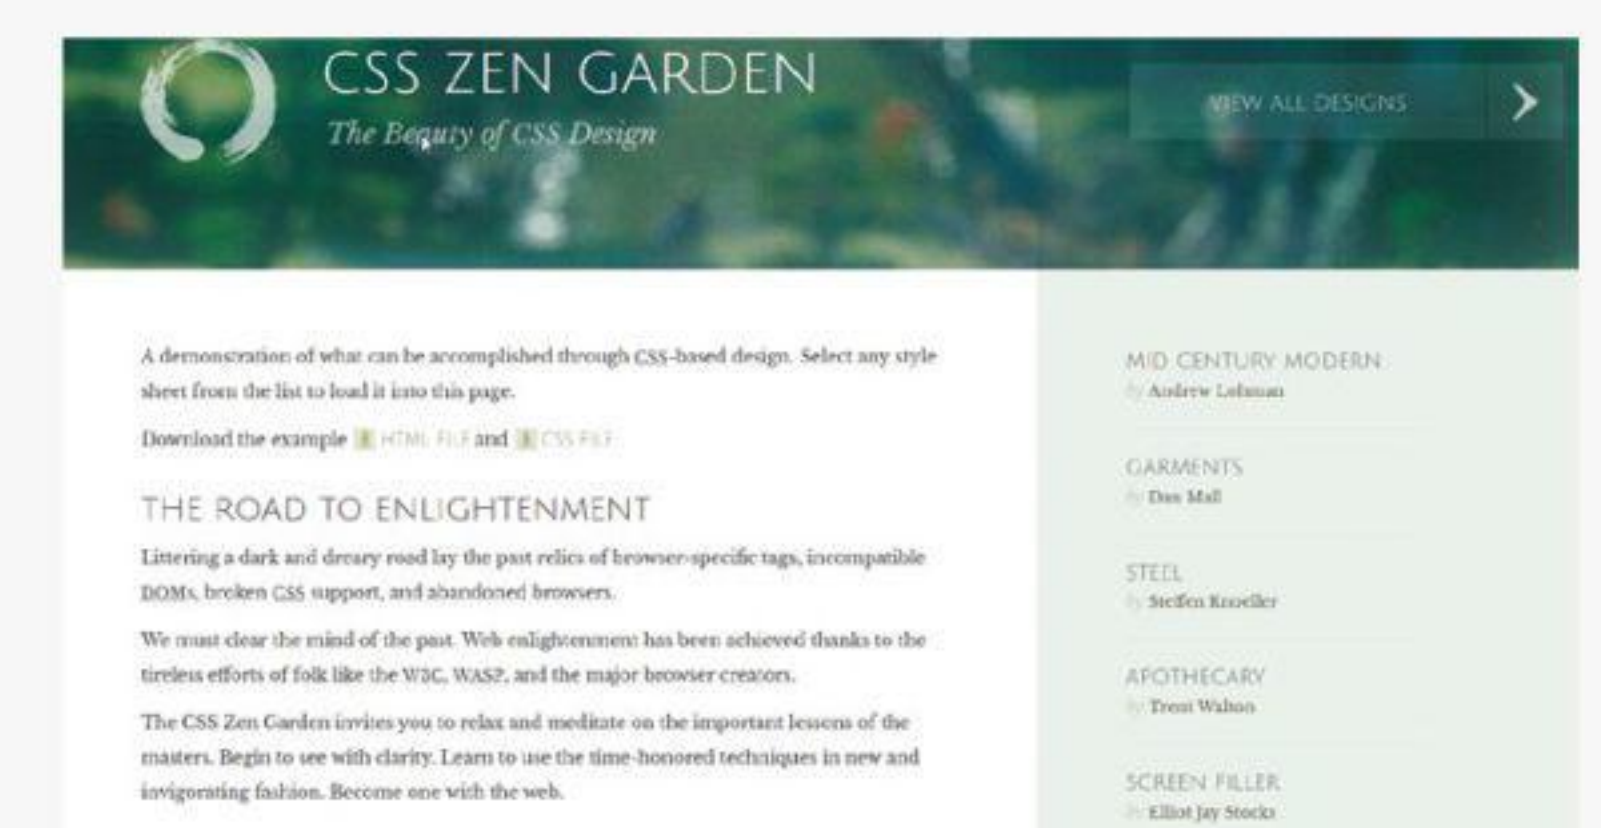 CSS ZEN GARDEN
The Beauty of CSS Design
VIEW ALL DESIGNS
A demonstration of what can be accomplished through CSS-based design. Select any style
sheet from the list to load it into this page.
Download the example HTML FILE and CSS FILE
THE ROAD TO ENLIGHTENMENT
Littering a dark and dreary road lay the past relics of browser-specific tags, incompatible
DOMs, broken CSS support, and abandoned browsers.
We must clear the mind of the past. Web enlightenment has been achieved thanks to the
tireless efforts of folk like the W3C, WASP, and the major browser creators.
The CSS Zen Garden invites you to relax and meditate on the important lessons of the
masters. Begin to see with clarity. Learn to use the time-honored techniques in new and
invigorating fashion. Become one with the web.
MID CENTURY MODERN
by Andrew Lohman
GARMENTS
by Dan Mall
STEEL
by Steffen Knoeller
APOTHECARY
by Trent Walton
SCREEN FILLER
by Elliot Jay Stocks